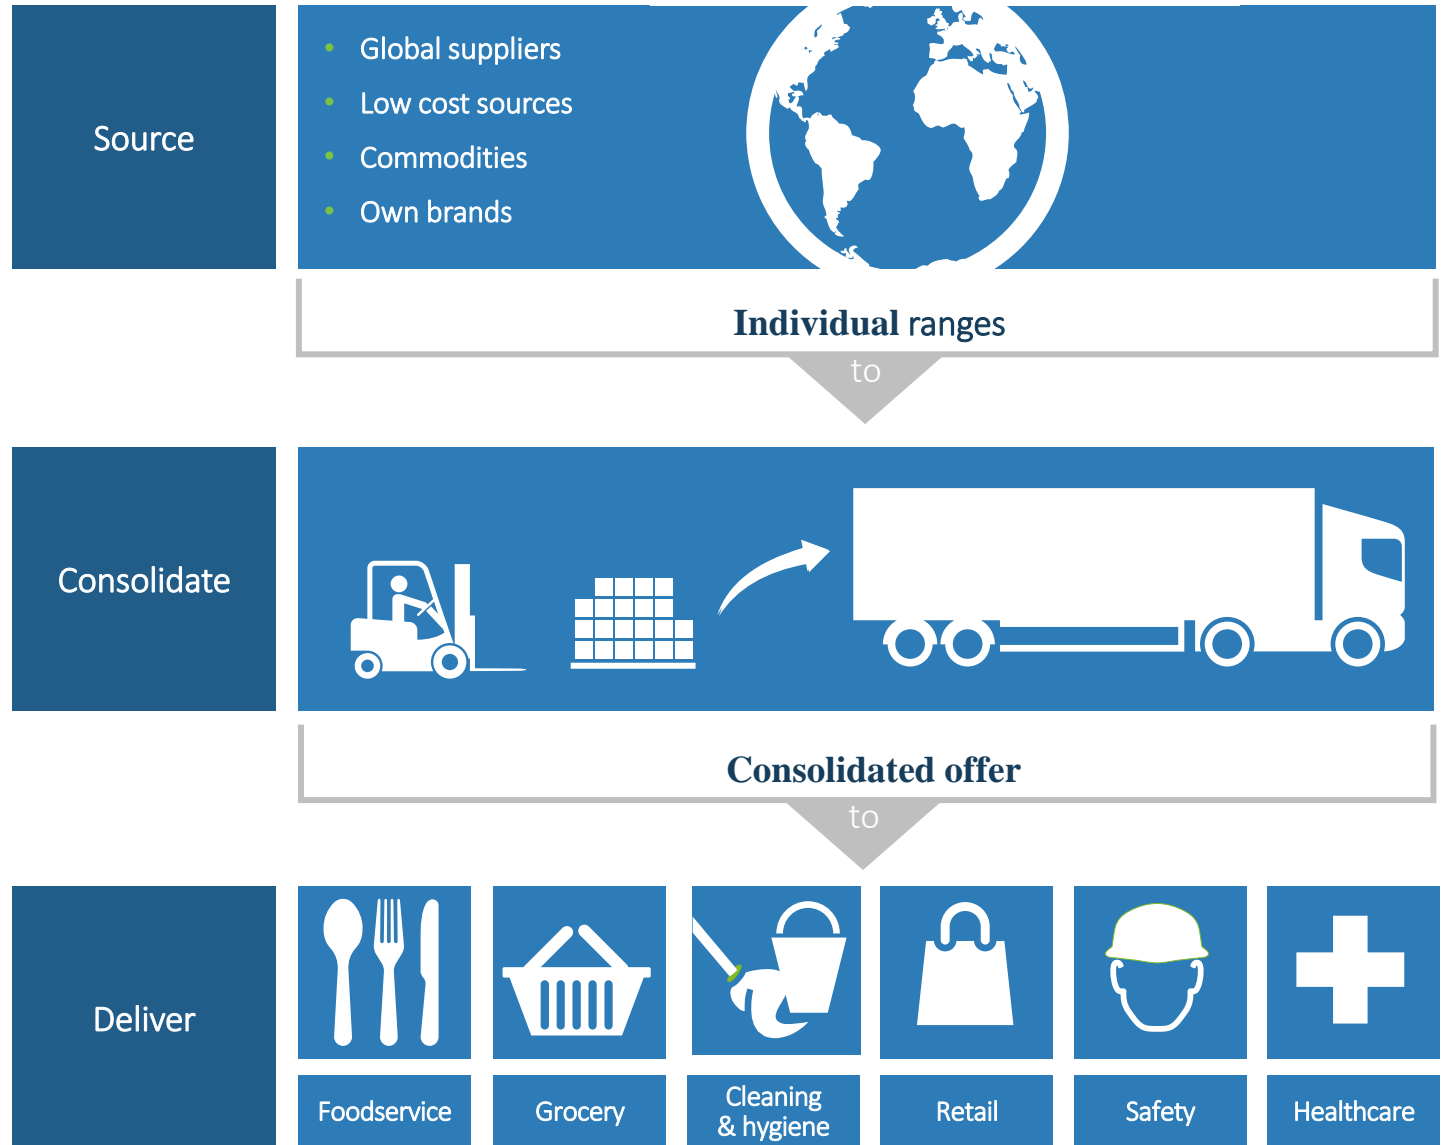 Source
Global suppliers
Low cost sources
Commodities
Own brands
Individual ranges
to
Consolidate
Consolidated offer
to
Deliver
Foodservice
Grocery
Cleaning
& hygiene
Retail
Safety
Healthcare